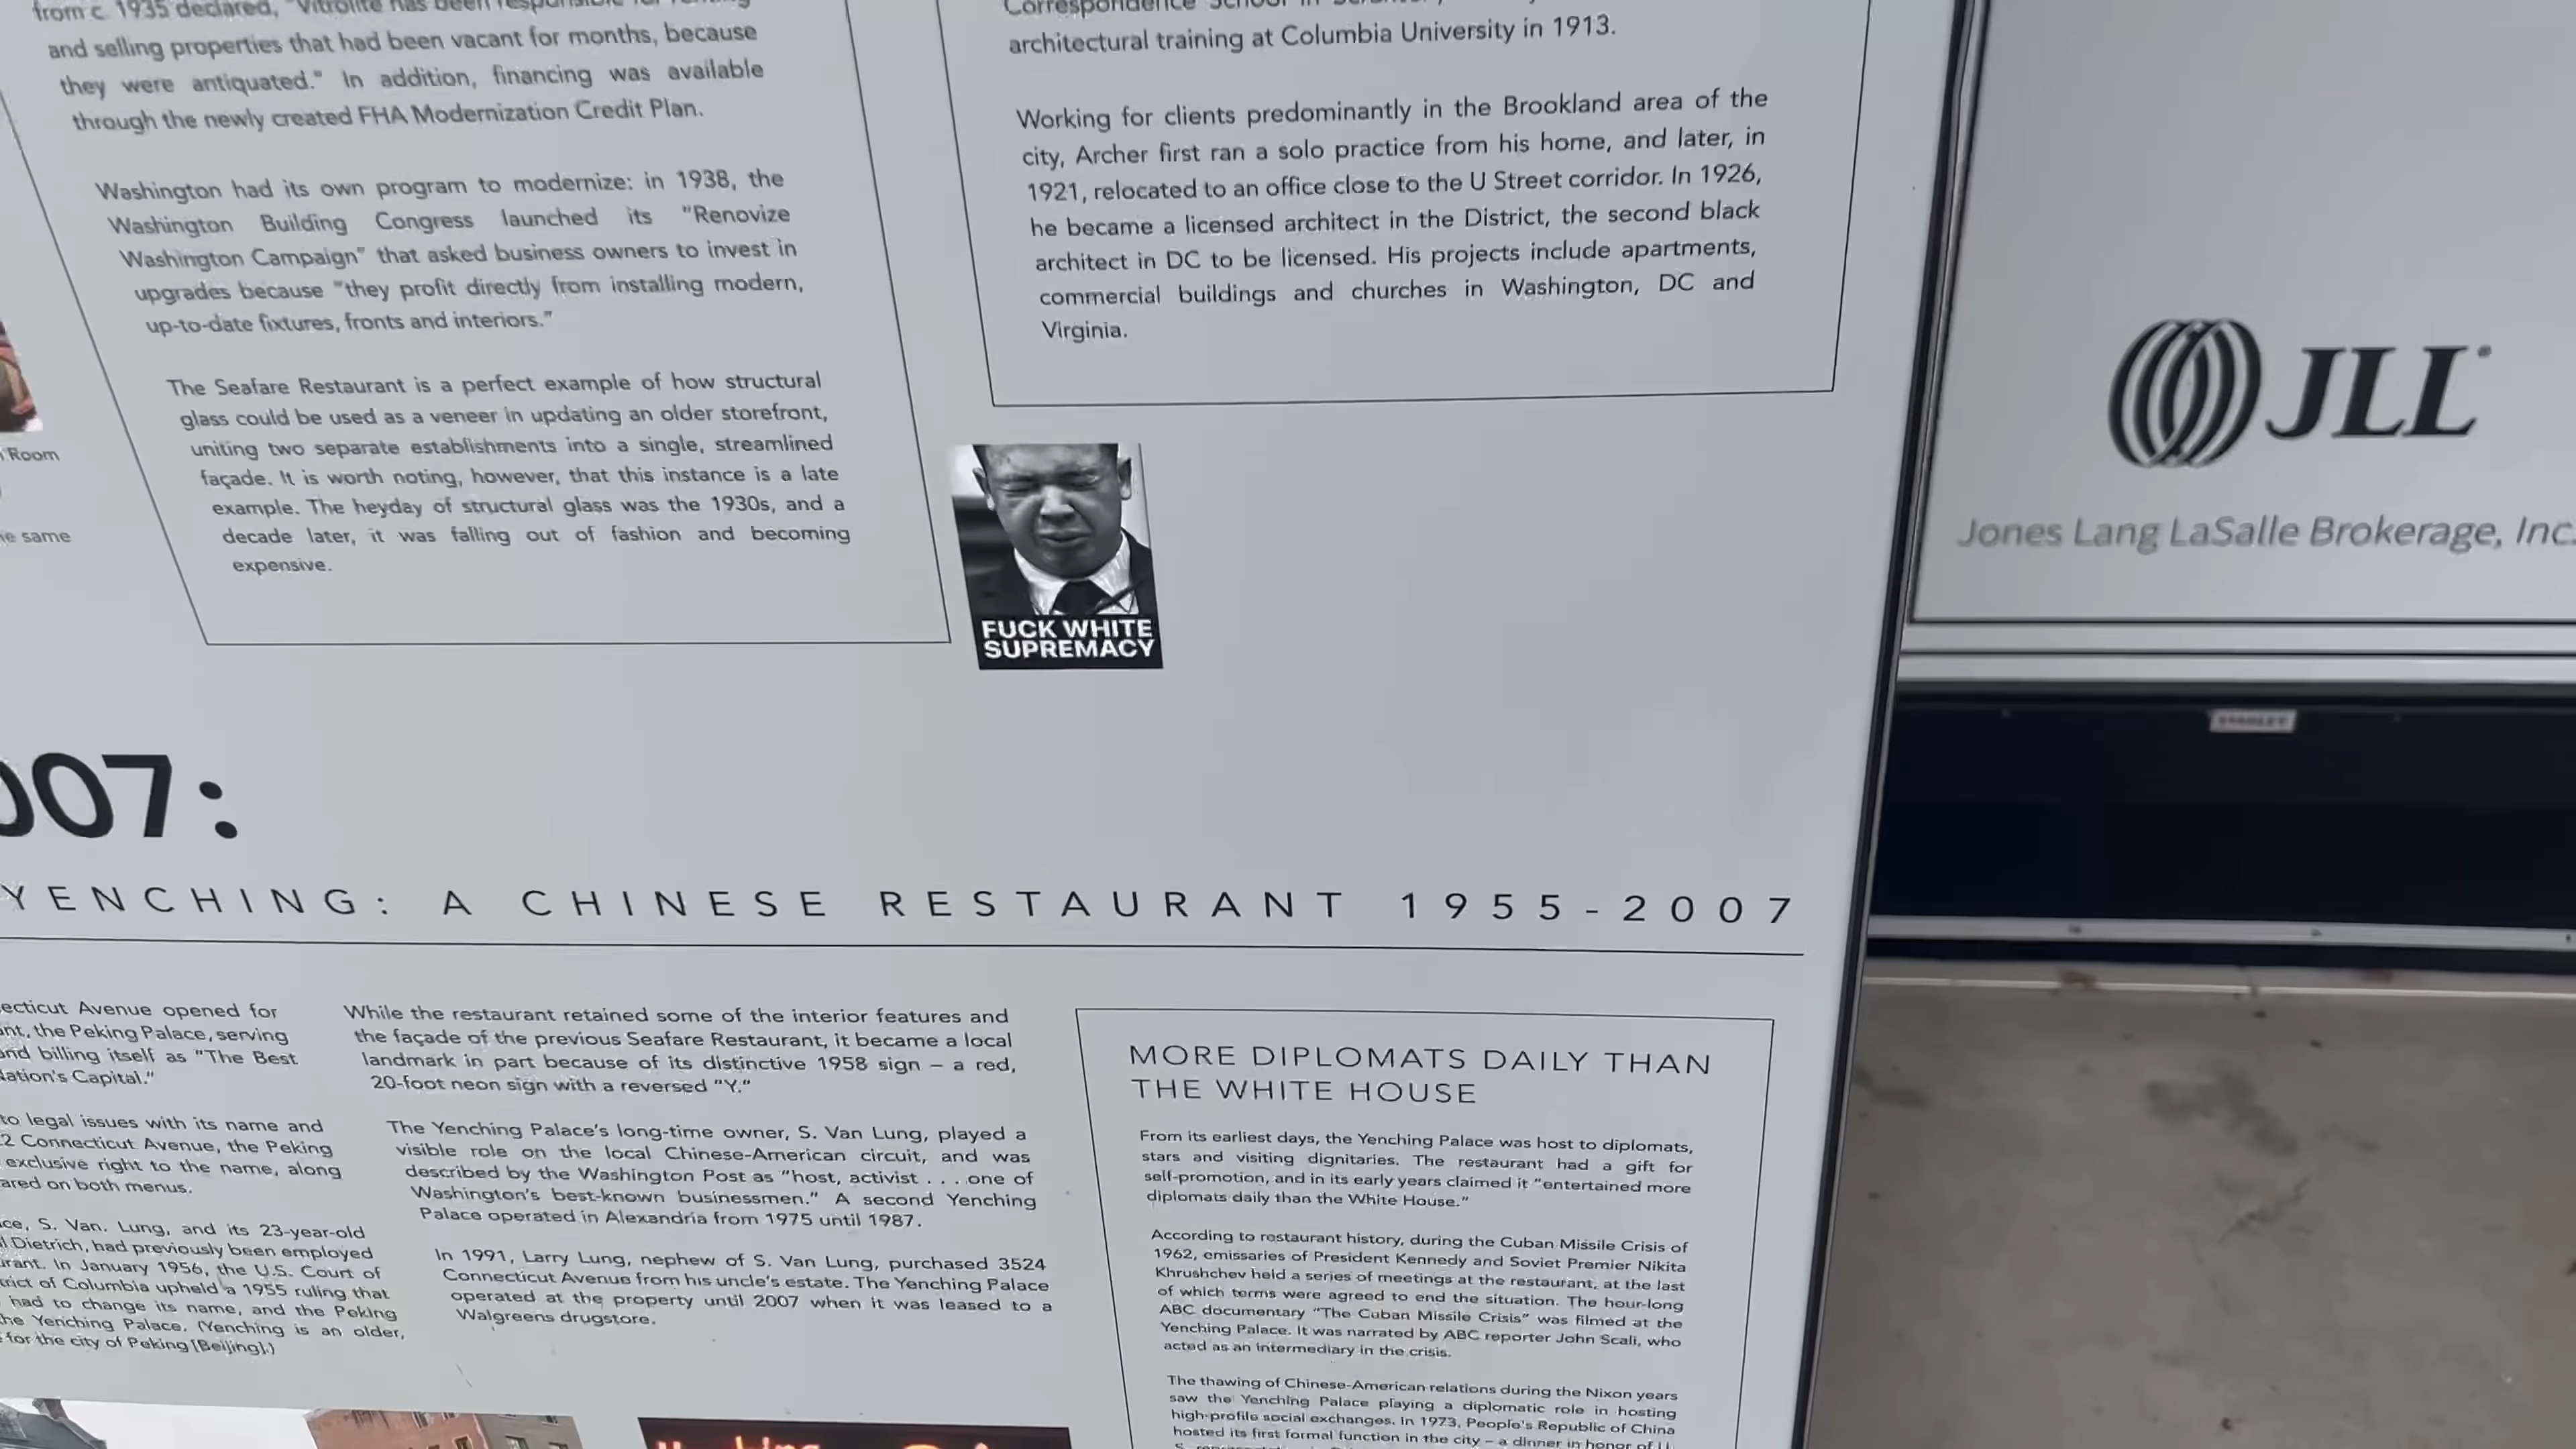 from c. 1935 declared, "Vitrolite has been responsible for
and selling properties that had been vacant for months, because
they were antiquated." In addition, financing was available
through the newly created FHA Modernization Credit Plan.
Washington had its own program to modernize: in 1938, the
Washington Building Congress launched its "Renovize
Washington Campaign" that asked business owners to invest in
upgrades because "they profit directly from installing modern,
up-to-date fixtures, fronts and interiors."
The Seafare Restaurant is a perfect example of how structural
glass could be used as a veneer in updating an older storefront,
uniting two separate establishments into a single, streamlined
façade. It is worth noting, however, that this instance is a late
example. The heyday of structural glass was the 1930s, and a
decade later, it was falling out of fashion and becoming
expensive.
Room
same
Correspondence School in
architectural training at Columbia University in 1913.
Working for clients predominantly in the Brookland area of the
city, Archer first ran a solo practice from his home, and later, in
1921, relocated to an office close to the U Street corridor. In 1926,
he became a licensed architect in the District, the second black
architect in DC to be licensed. His projects include apartments,
commercial buildings and churches in Washington, DC and
Virginia.
FUCK WHITE
SUPREMACY
JLL
Jones Lang LaSalle Brokerage, Inc.
STANLEY
007:
YENCHING: A CHINESE RESTAURANT 1955-2007
ecticut Avenue opened for
nt, the Peking Palace, serving
and billing itself as "The Best
Nation's Capital."
to legal issues with its name and
2 Connecticut Avenue, the Peking
exclusive right to the name, along
ared on both menus.
ce, S. Van. Lung, and its 23-year-old
l Dietrich, had previously been employed
urant. In January 1956, the U.S. Court of
trict of Columbia upheld a 1955 ruling that
had to change its name, and the Peking
he Yenching Palace. (Yenching is an older,
for the city of Peking [Beijing].)
While the restaurant retained some of the interior features and
the façade of the previous Seafare Restaurant, it became a local
landmark in part because of its distinctive 1958 sign – a red,
20-foot neon sign with a reversed "Y."
The Yenching Palace's long-time owner, S. Van Lung, played a
visible role on the local Chinese-American circuit, and was
described by the Washington Post as "host, activist . . . one of
Washington's best-known businessmen." A second Yenching
Palace operated in Alexandria from 1975 until 1987.
In 1991, Larry Lung, nephew of S. Van Lung, purchased 3524
Connecticut Avenue from his uncle's estate. The Yenching Palace
operated at the property until 2007 when it was leased to a
Walgreens drugstore.
MORE DIPLOMATS DAILY THAN
THE WHITE HOUSE
From its earliest days, the Yenching Palace was host to diplomats,
stars and visiting dignitaries. The restaurant had a gift for
self-promotion, and in its early years claimed it "entertained more
diplomats daily than the White House."
According to restaurant history, during the Cuban Missile Crisis of
1962, emissaries of President Kennedy and Soviet Premier Nikita
Khrushchev held a series of meetings at the restaurant, at the last
of which terms were agreed to end the situation. The hour-long
ABC documentary "The Cuban Missile Crisis" was filmed at the
Yenching Palace. It was narrated by ABC reporter John Scali, who
acted as an intermediary in the crisis.
The thawing of Chinese-American relations during the Nixon years
saw the Yenching Palace playing a diplomatic role in hosting
high-profile social exchanges. In 1973, People's Republic of China
hosted its first formal function in the city – a dinner in honor of U.